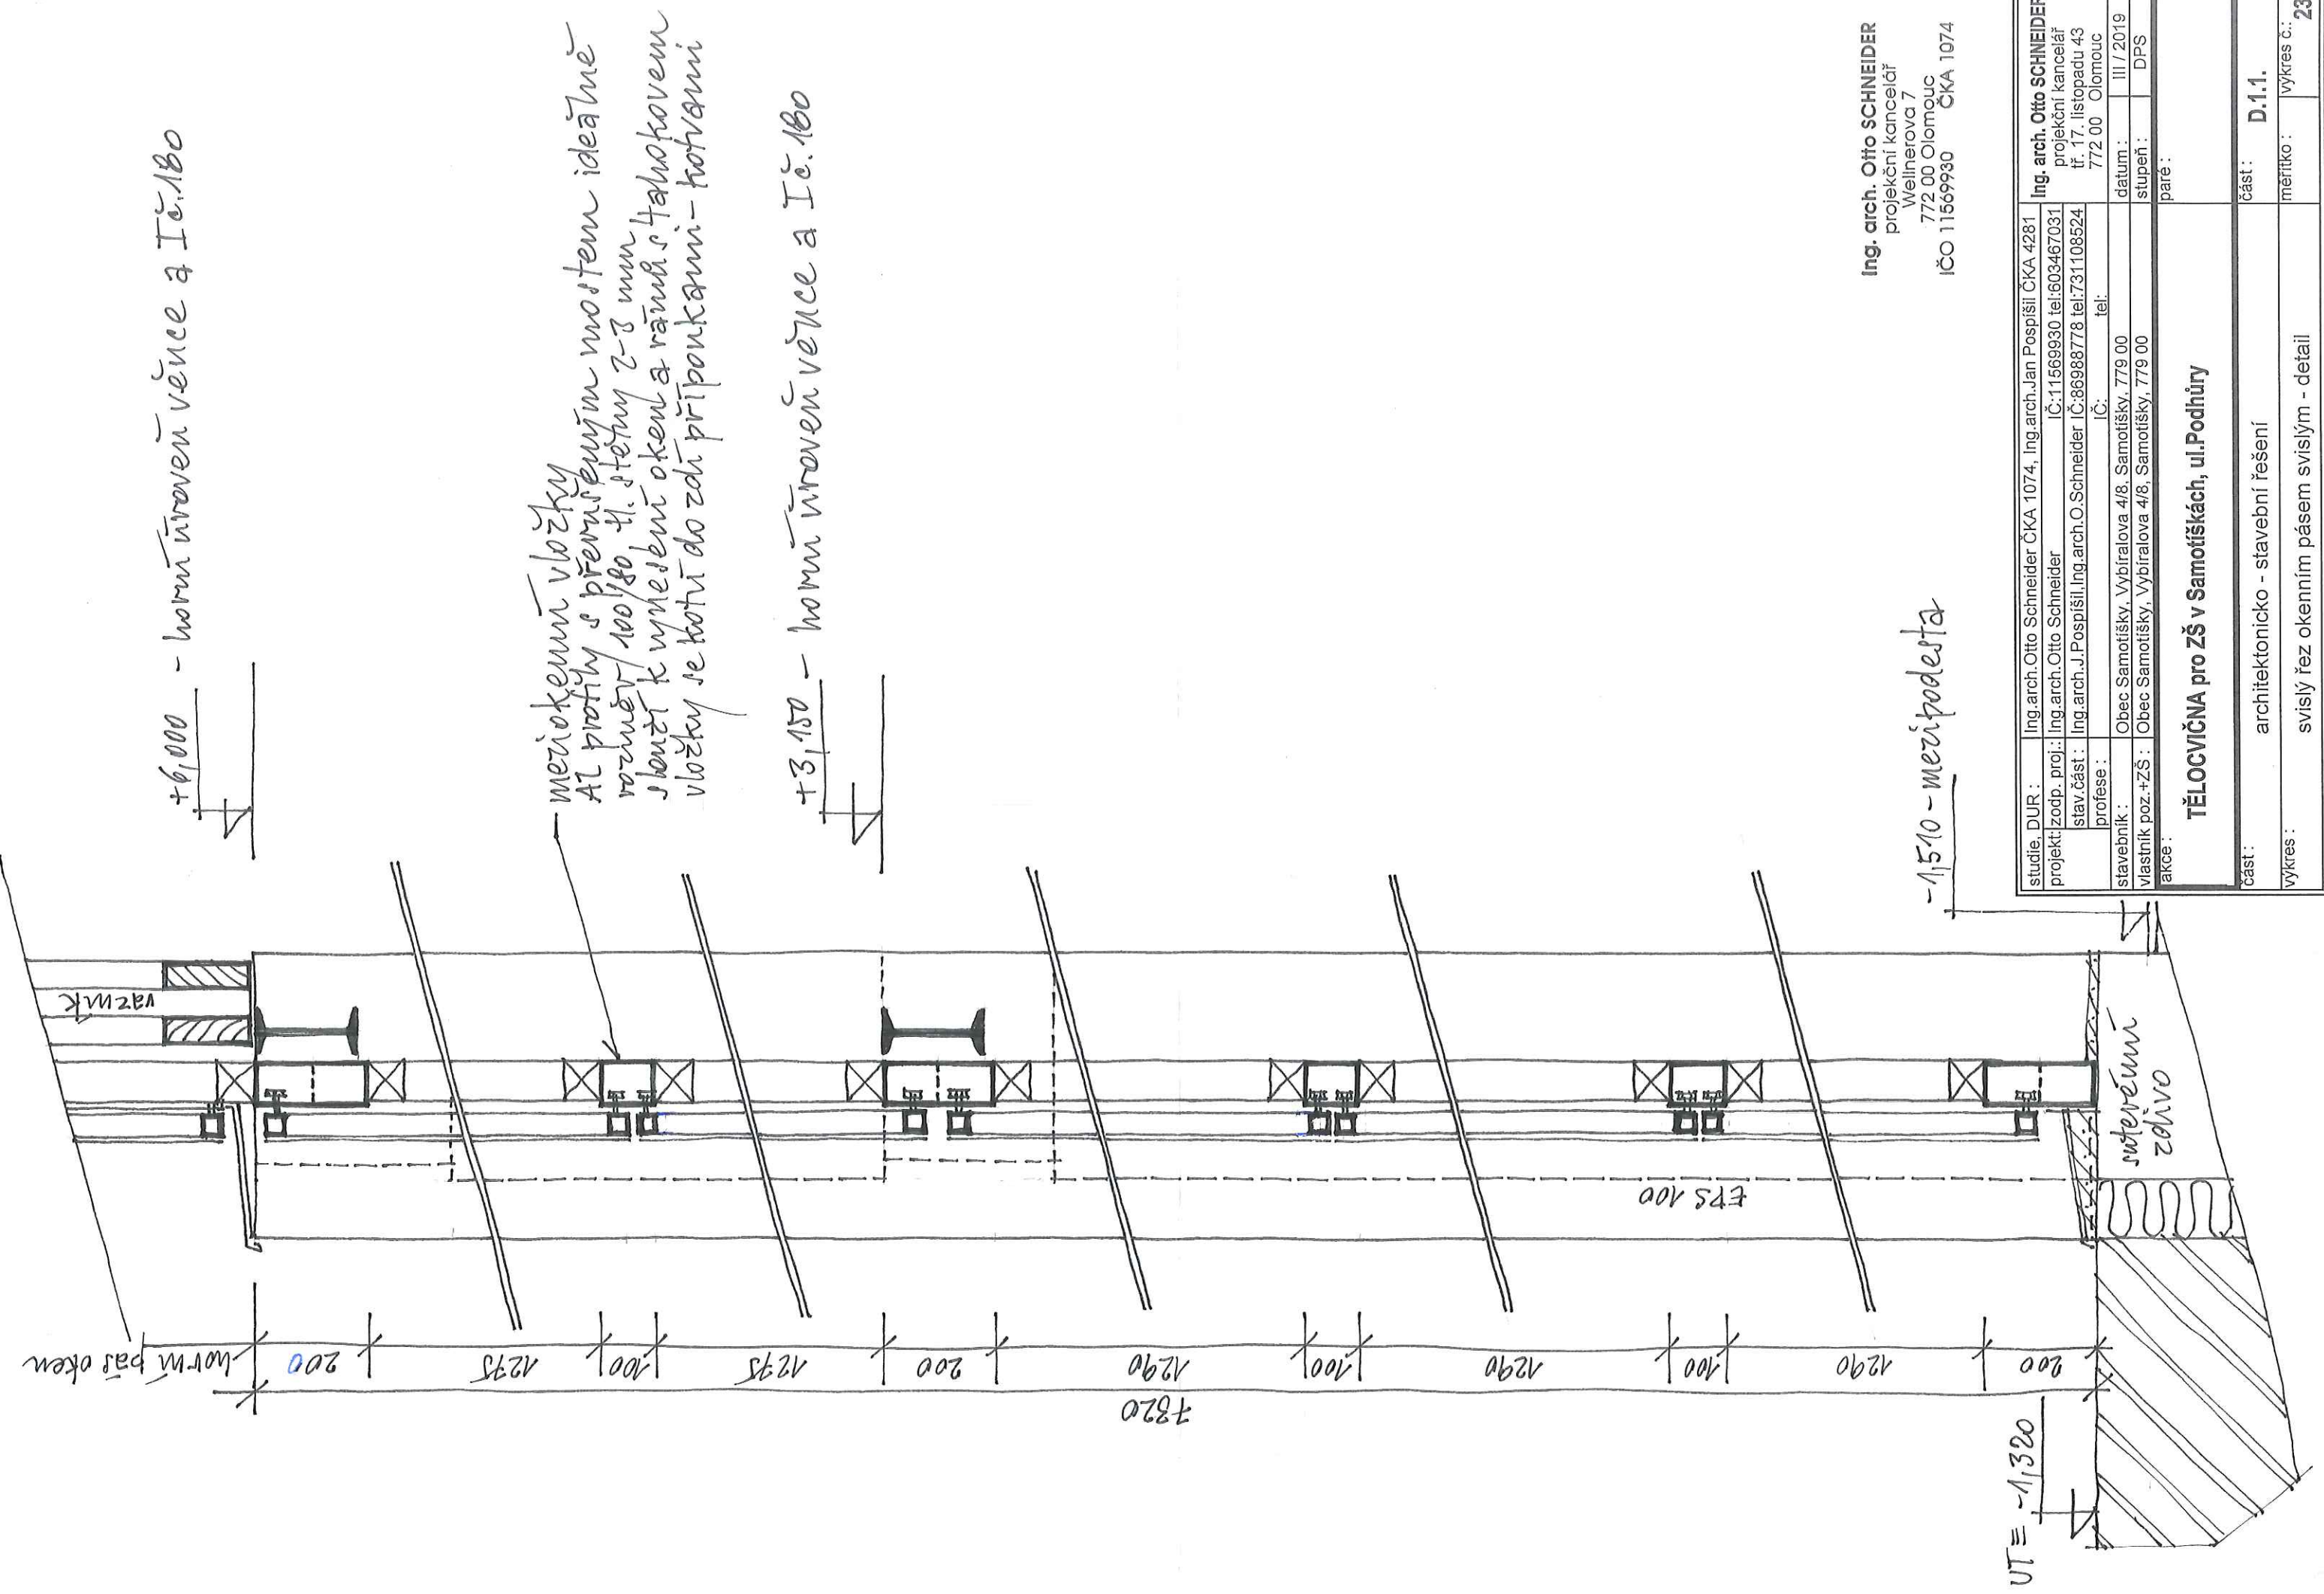 +6,000 - horní úroveň věnce a I č.180
meziokenní vložky
Al profily s přerušeným mostem ideálně
rozměr 100/80, tl. stěny 2-3 mm
slouží k vynesení oken a rámů s tahokovem
vložky se kotví do zdi příponkami - kotvami
+3,150 - horní úroveň věnce a I č.180
-1,510 - mezipodesta
vazník
EPS 100
suterénní
zdivo
horní pás oken
200
1275
100
1275
200
1290
100
1290
100
1290
200
7320
UT = -1,320
Ing. arch. Otto SCHNEIDER
projekční kancelář
Wellnerova 7
772 00 Olomouc
IČO 11569930 ČKA 1074
studie, DUR : Ing.arch.Otto Schneider ČKA 1074, Ing.arch.Jan Pospíšil ČKA 4281
projekt: zodp. proj.: Ing.arch.Otto Schneider IČ:11569930 tel:603467031
stav.část : Ing.arch.J.Pospíšil,Ing.arch.O.Schneider IČ:86988778 tel:731108524
profese : IČ: tel:
Ing. arch. Otto SCHNEIDER
projekční kancelář
tř. 17. listopadu 43
772 00 Olomouc
stavebník : Obec Samotíšky, Vybíralova 4/8, Samotíšky, 779 00
datum : III / 2019
vlastník poz.+ZŠ : Obec Samotíšky, Vybíralova 4/8, Samotíšky, 779 00
stupeň : DPS
akce :
TĚLOCVIČNA pro ZŠ v Samotíškách, ul.Podhůry
paré :
část :
architektonicko - stavební řešení
část :
D.1.1.
výkres :
svislý řez okenním pásem svislým - detail
měřítko :
výkres č.:
23